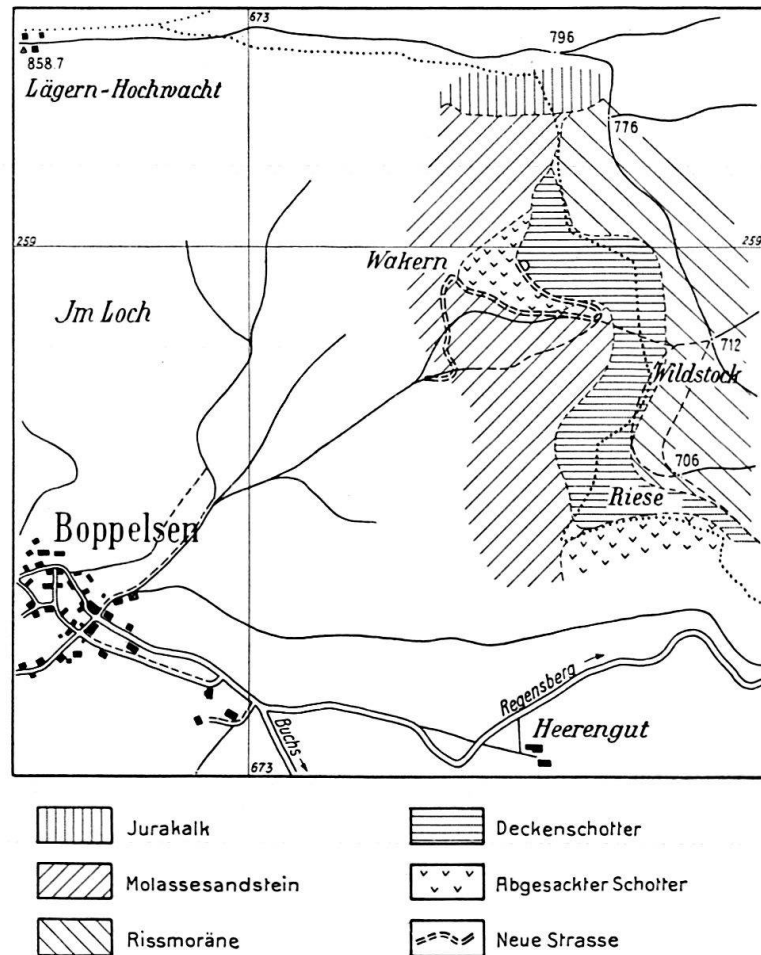 673
796
858.7
Lägern-Hochwacht
776
259
259
Wakern
Jm Loch
712
Wildstock
706
Riese
Boppelsen
Regensberg
Heerengut
Buchs
673
Jurakalk
Deckenschotter
Molassesandstein
Abgesackter Schotter
Rissmoräne
Neue Strasse